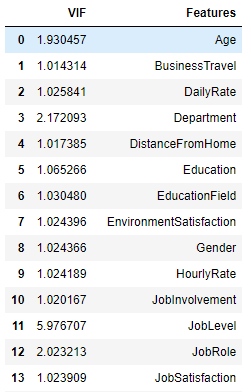 VIF Features
0 1.930457 Age
1 1.014314 BusinessTravel
2 1.025841 DailyRate
3 2.172093 Department
4 1.017385 DistanceFromHome
5 1.065266 Education
6 1.030480 EducationField
7 1.024396 EnvironmentSatisfaction
8 1.024366 Gender
9 1.024189 HourlyRate
10 1.020167 JobInvolvement
11 5.976707 JobLevel
12 2.023213 JobRole
13 1.023909 JobSatisfaction